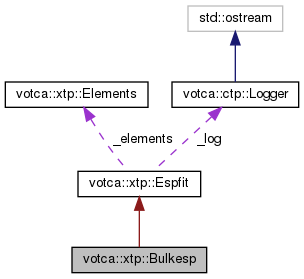 std::ostream
votca::xtp::Elements
votca::ctp::Logger
_elements
_log
votca::xtp::Espfit
votca::xtp::Bulkesp